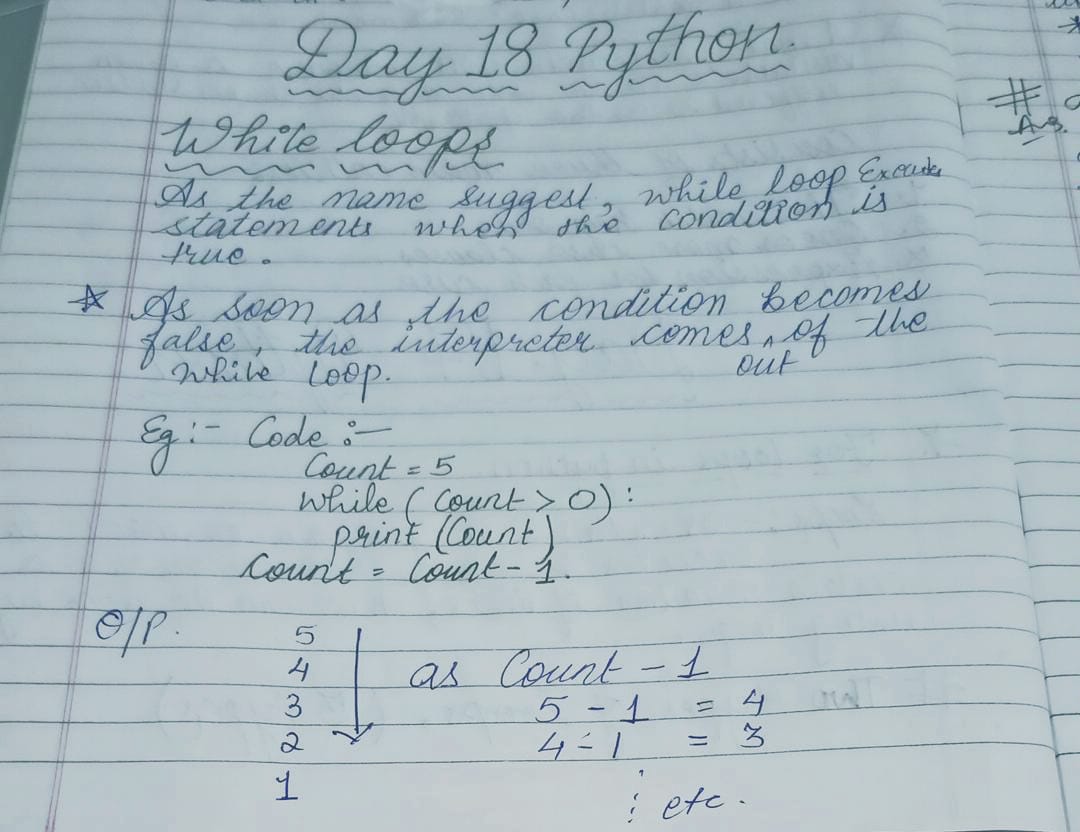 Day 18 Python.
While loops
As the name suggest, while loop Executes
statements when the condition is
true.
☆ As soon as the condition becomes
false, the interpreter comes ^ of the
out
while loop.
Eg :- Code :-
Count = 5
while (count > 0) :
print (Count)
Count = Count - 1.
O/P.
5
4 as Count - 1
3 5 - 1 = 4
2 4 - 1 = 3
1
⋮ etc.
#